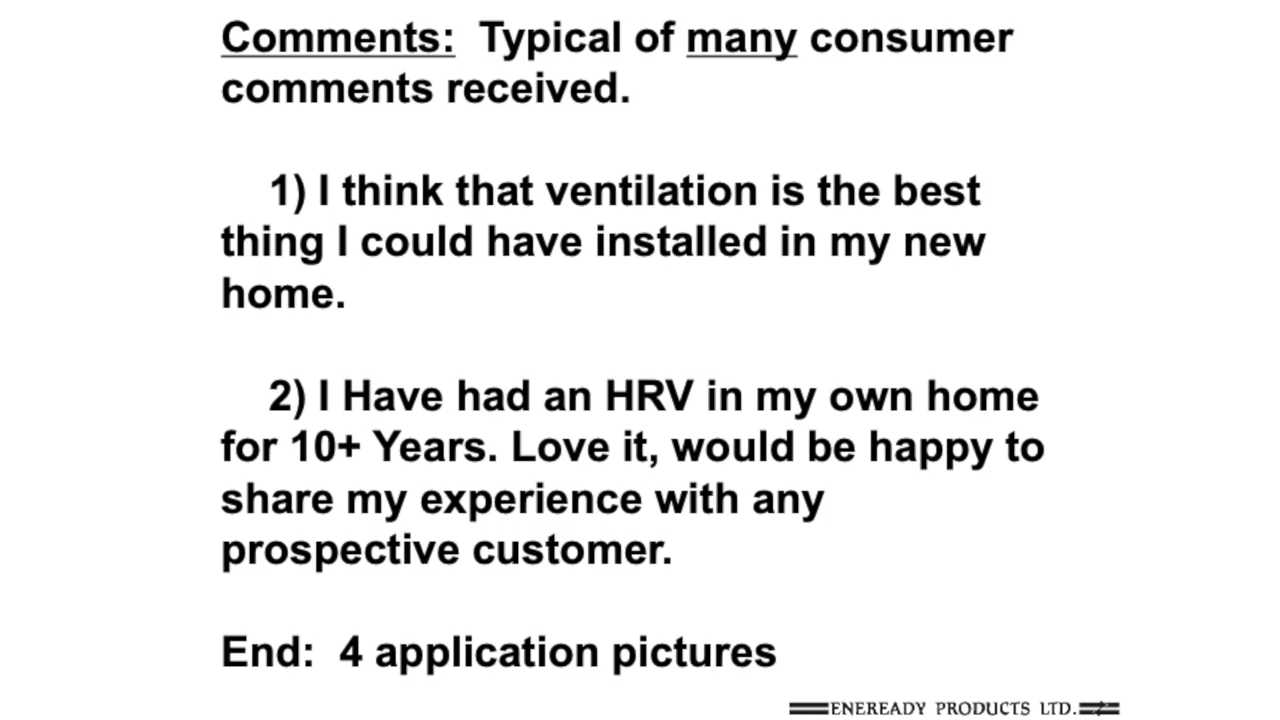 Comments: Typical of many consumer
comments received.
1) I think that ventilation is the best
thing I could have installed in my new
home.
2) I Have had an HRV in my own home
for 10+ Years. Love it, would be happy to
share my experience with any
prospective customer.
End: 4 application pictures
ENEREADY PRODUCTS LTD.